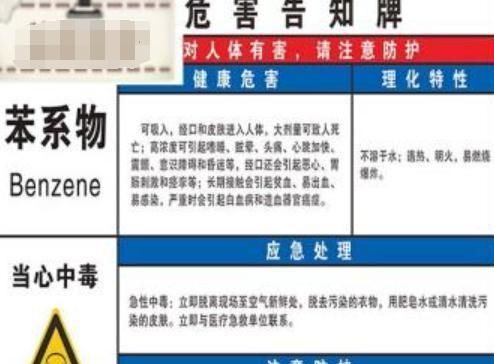 危害告知牌
对人体有害，请注意防护
健康危害
理化特性
苯系物
Benzene
可吸入，经口和皮肤进入人体，大剂量可致人死
亡；高浓度可引起嗜睡、眩晕、头痛、心跳加快、
震颤、意识障碍和昏迷等，经口还会引起恶心、胃
肠刺激和痉挛等；长期接触会引起贫血、易出血、
易感染，严重时会引起白血病和造血器官癌症。
不溶于水；遇热、明火，易燃烧
爆炸。
应急处理
当心中毒
急性中毒：立即脱离现场至空气新鲜处，脱去污染的衣物，用肥皂水或清水清洗污
染的皮肤。立即与医疗急救单位联系。